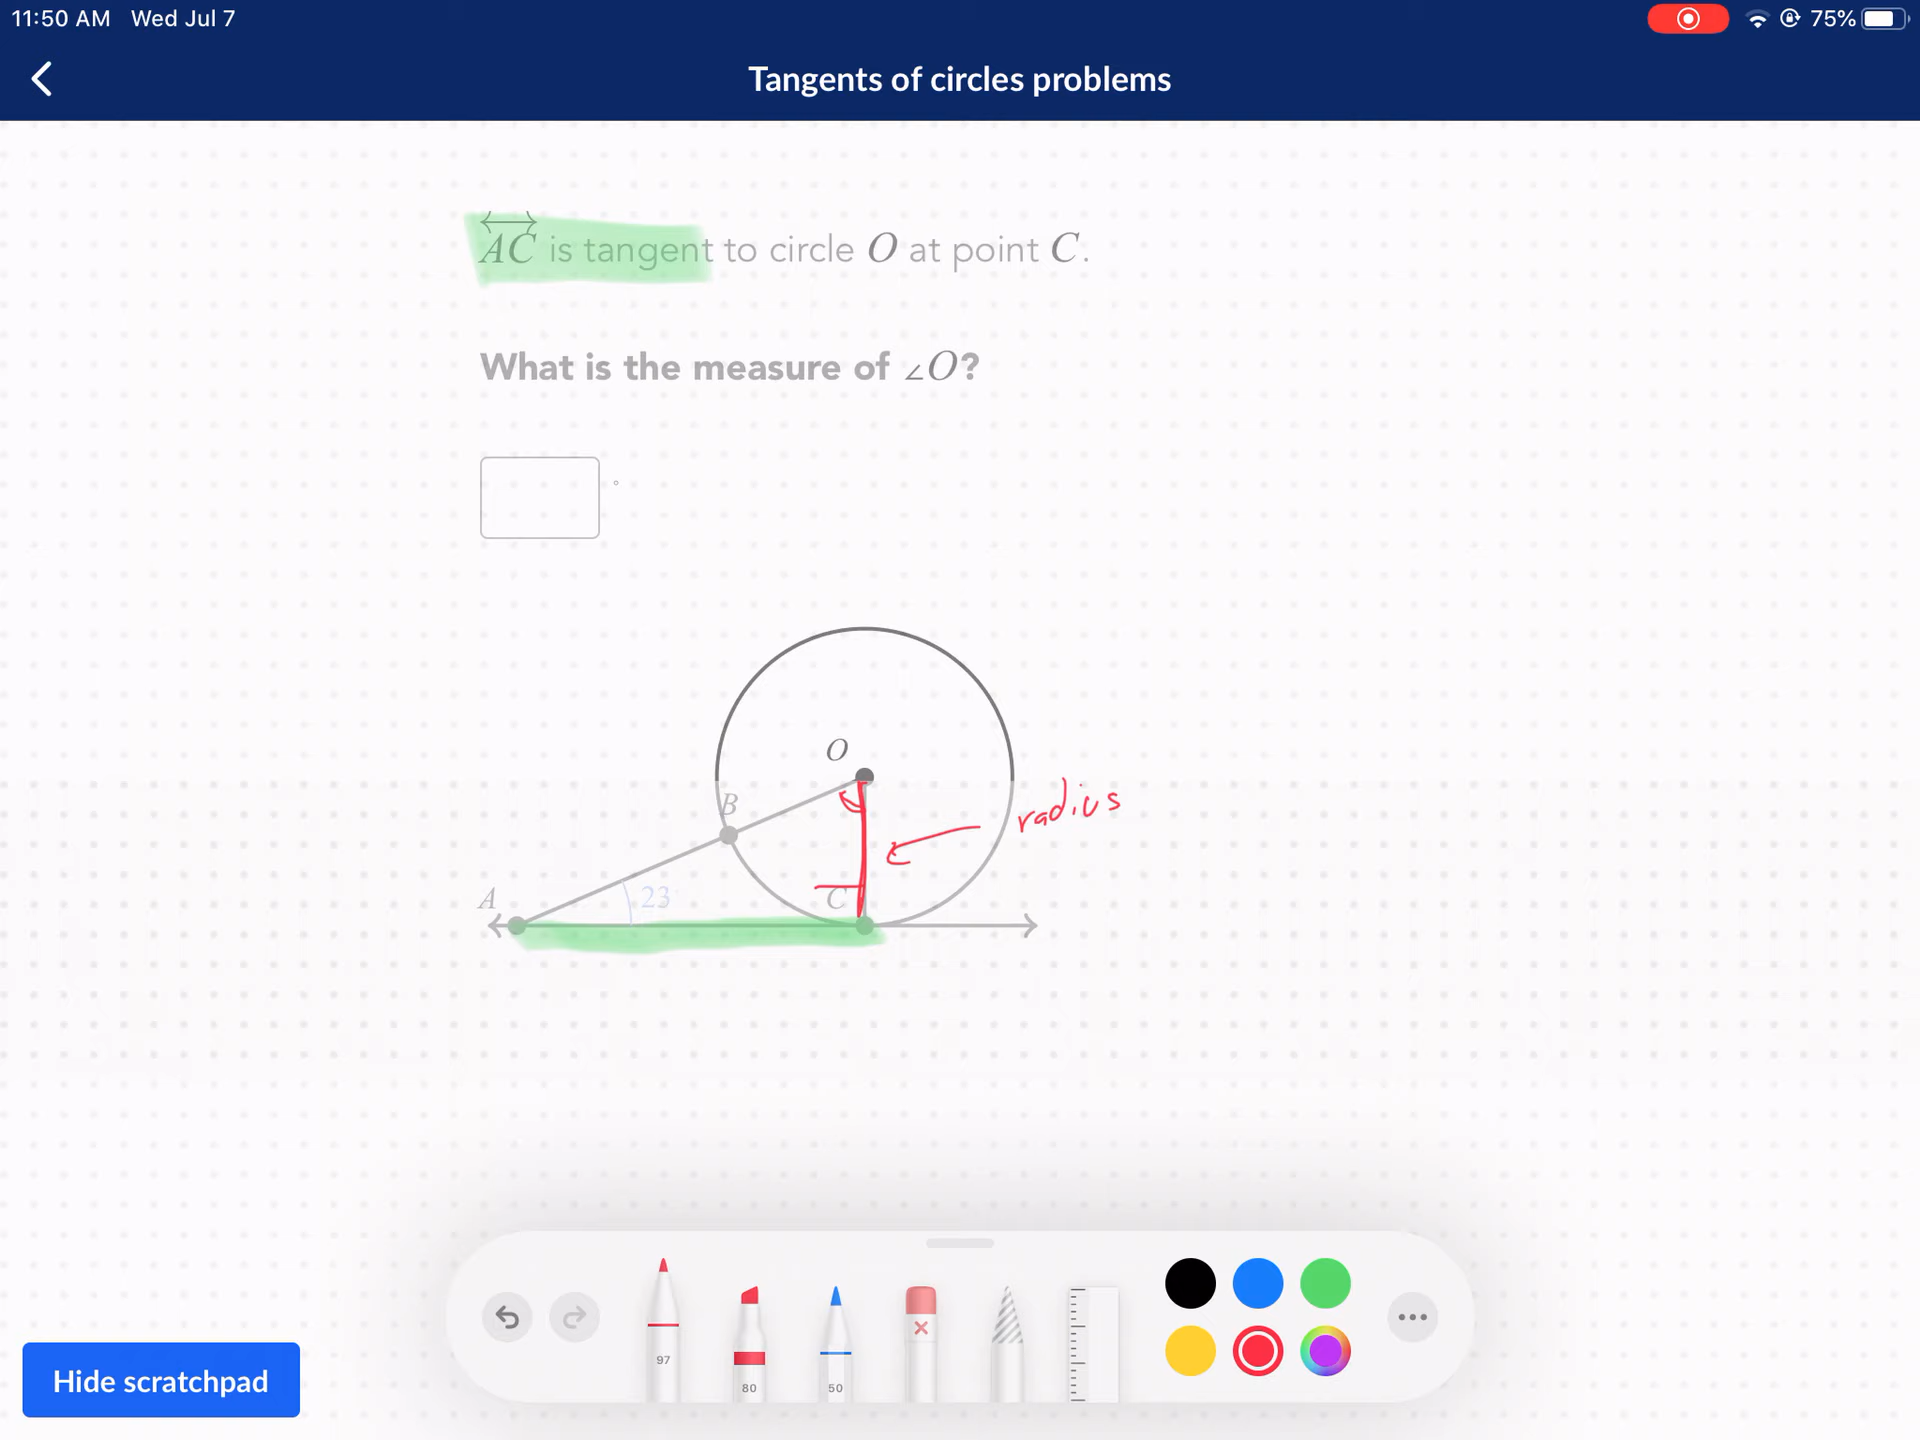 11:50 AM Wed Jul 7
75%
Tangents of circles problems
AC is tangent to circle O at point C.
What is the measure of ∠O?
°
O
B
radius
A
23
C
97
80
50
Hide scratchpad